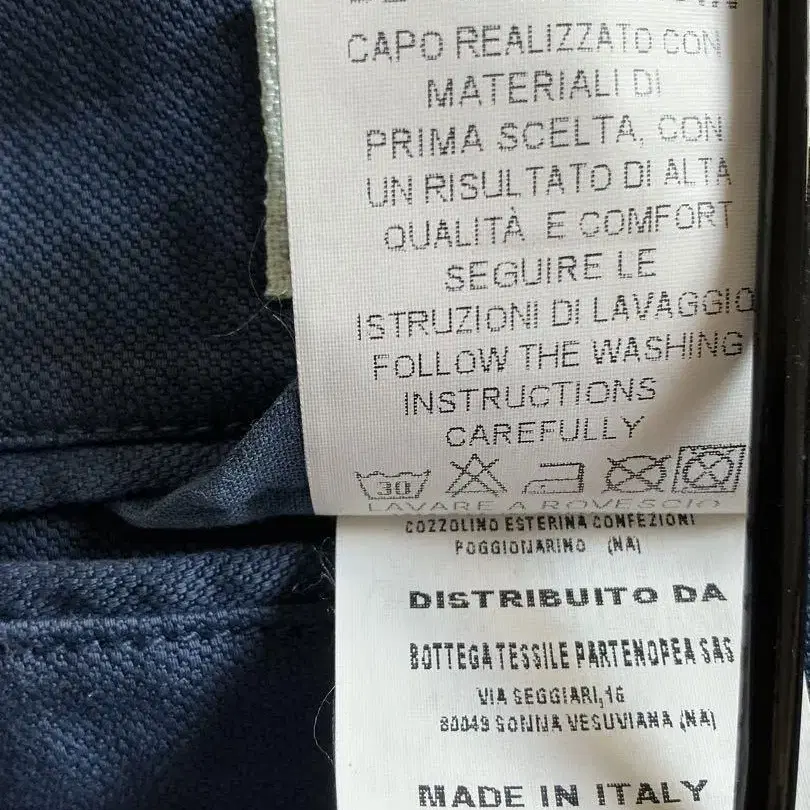 CAPO REALIZZATO CON
MATERIALI DI
PRIMA SCELTA, CON
UN RISULTATO DI ALTA
QUALITÀ E COMFORT
SEGUIRE LE
ISTRUZIONI DI LAVAGGIO
FOLLOW THE WASHING
INSTRUCTIONS
CAREFULLY
30
LAVARE A ROVESCIO
COZZOLINO ESTERINA CONFEZIONI
POGGIOMARINO (NA)
DISTRIBUITO DA
BOTTEGA TESSILE PARTENOPEA SAS
VIA SEGGIARI,16
80049 SOMMA VESUVIANA (NA)
MADE IN ITALY